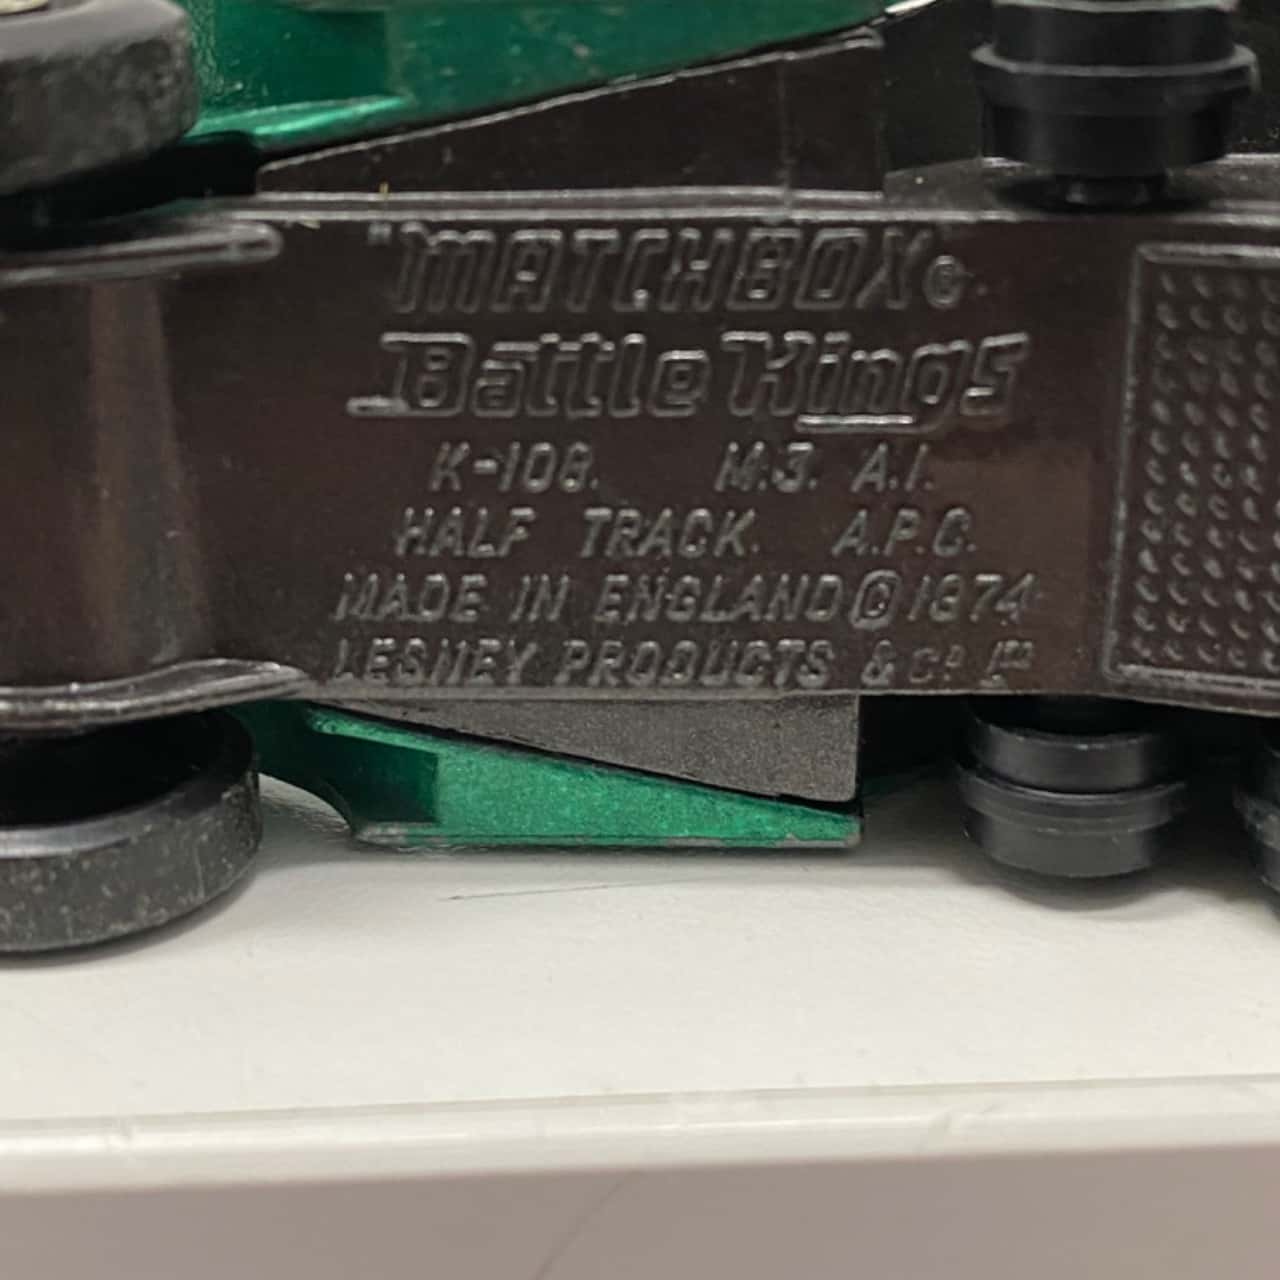 "MATCHBOX®
Battle Kings
K-108. M.3. A.I.
HALF TRACK. A.P.C.
MADE IN ENGLAND © 1974
LESNEY PRODUCTS & Co LTD